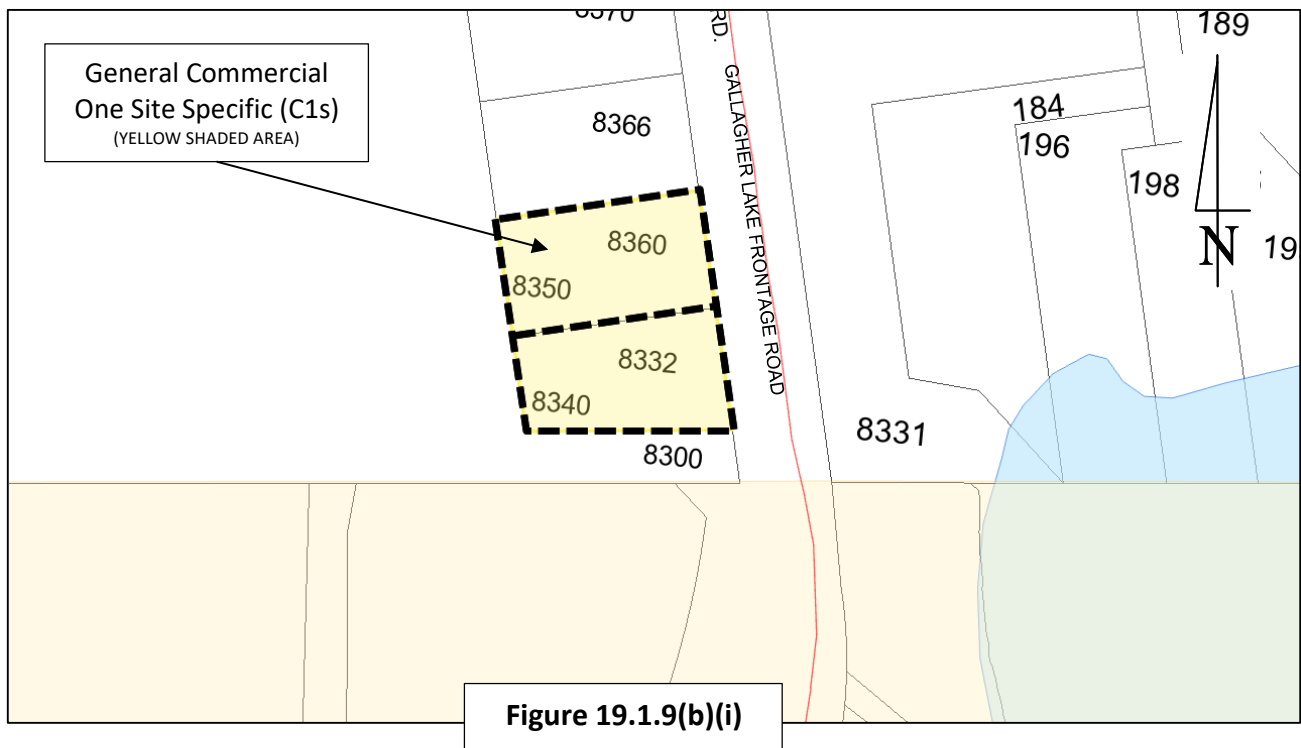 8370
189
General Commercial
One Site Specific (C1s)
(YELLOW SHADED AREA)
RD.
GALLAGHER LAKE FRONTAGE ROAD
8366
184
196
198
N
19
8360
8350
8332
8340
8331
8300
Figure 19.1.9(b)(i)